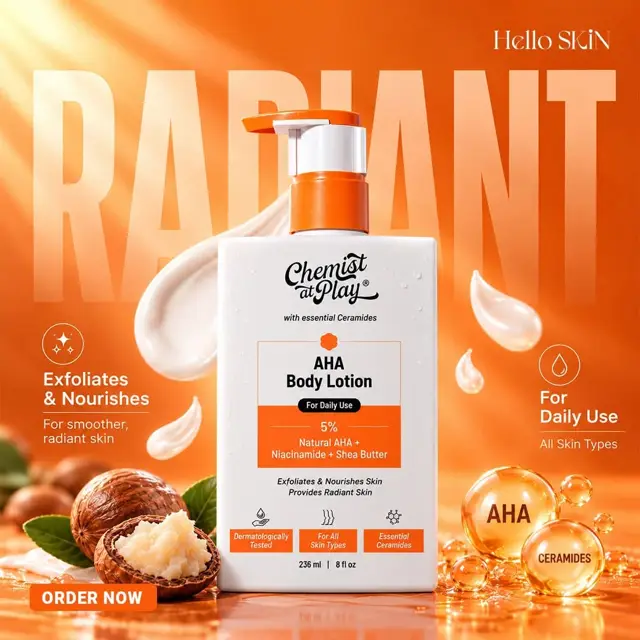 Hello SKiN
RADIANT
Chemist
at Play®
with essential Ceramides
AHA
Body Lotion
For Daily Use
5%
Natural AHA +
Niacinamide + Shea Butter
Exfoliates & Nourishes Skin
Provides Radiant Skin
Dermatologically
Tested
For All
Skin Types
Essential
Ceramides
236 ml | 8 fl oz
Exfoliates
& Nourishes
For smoother,
radiant skin
For
Daily Use
All Skin Types
AHA
CERAMIDES
ORDER NOW